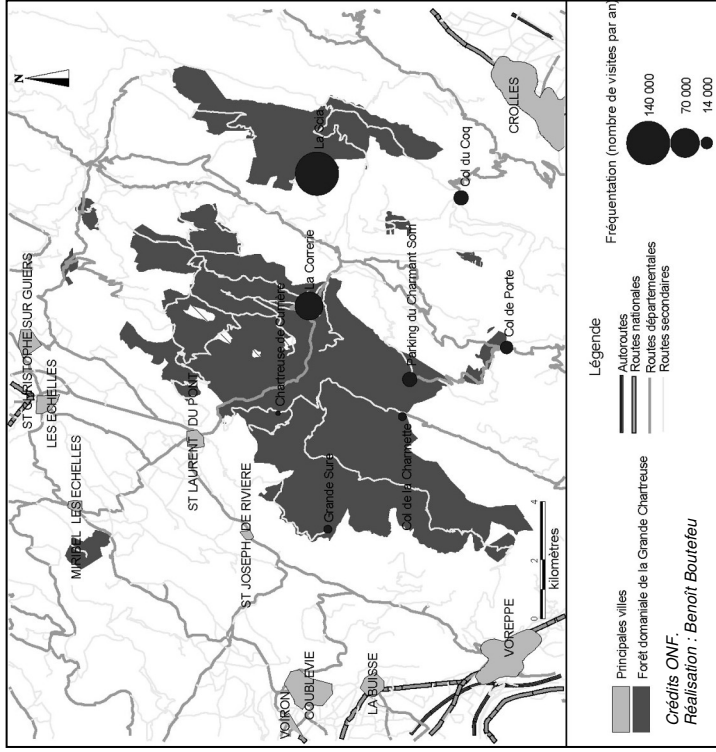 N
ST CHRISTOPHE SUR GUIERS
LES ECHELLES
MIRIBEL LES ECHELLES
ST LAURENT DU PONT
ST JOSEPH DE RIVIERE
VOIRON
COUBLEVIE
LA BUISSE
VOREPPE
CROLLES
La Scia
La Correrie
Chartreuse de Currière
Grande Sure
Col de la Charmette
Parking du Charmant Som
Col du Coq
Col de Porte
0 2 4
kilomètres
Légende
Principales villes
Forêt domaniale de la Grande Chartreuse
Autoroutes
Routes nationales
Routes départementales
Routes secondaires
Fréquentation (nombre de visites par an)
140 000
70 000
14 000
Crédits ONF.
Réalisation : Benoît Boutefeu